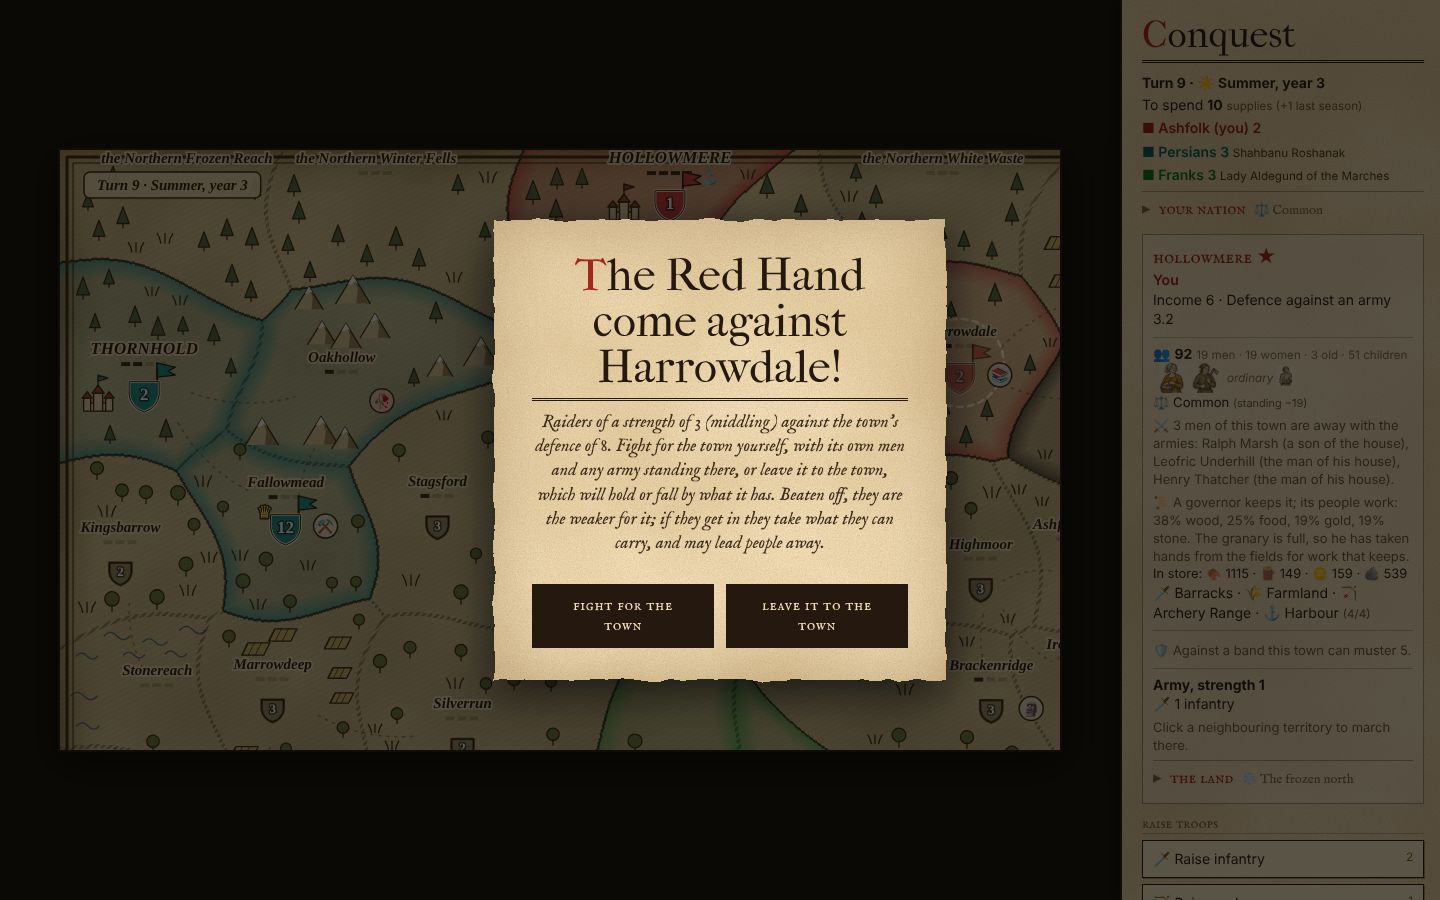 the Northern Frozen Reach
the Northern Winter Fells
HOLLOWMERE
the Northern White Waste
Turn 9 · Summer, year 3
1
THORNHOLD
2
Oakhollow
rowdale
2
Fallowmead
12
Stagsford
3
Kingsbarrow
2
Highmoor
3
Stonereach
Marrowdeep
3
Silverrun
Brackenridge
3
The Red Hand
come against
Harrowdale!
Raiders of a strength of 3 (middling) against the town's
defence of 8. Fight for the town yourself, with its own men
and any army standing there, or leave it to the town,
which will hold or fall by what it has. Beaten off, they are
the weaker for it; if they get in they take what they can
carry, and may lead people away.
FIGHT FOR THE
TOWN
LEAVE IT TO THE
TOWN
Conquest
Turn 9 · Summer, year 3
To spend 10 supplies (+1 last season)
Ashfolk (you) 2
Persians 3 Shahbanu Roshanak
Franks 3 Lady Aldegund of the Marches
YOUR NATION Common
HOLLOWMERE
You
Income 6 · Defence against an army
3.2
92 19 men · 19 women · 3 old · 51 children
ordinary
Common (standing −19)
3 men of this town are away with the
armies: Ralph Marsh (a son of the house),
Leofric Underhill (the man of his house),
Henry Thatcher (the man of his house).
A governor keeps it; its people work:
38% wood, 25% food, 19% gold, 19%
stone. The granary is full, so he has taken
hands from the fields for work that keeps.
In store: 1115 · 149 · 159 · 539
Barracks · Farmland ·
Archery Range · Harbour (4/4)
Against a band this town can muster 5.
Army, strength 1
1 infantry
Click a neighbouring territory to march
there.
THE LAND The frozen north
RAISE TROOPS
Raise infantry 2